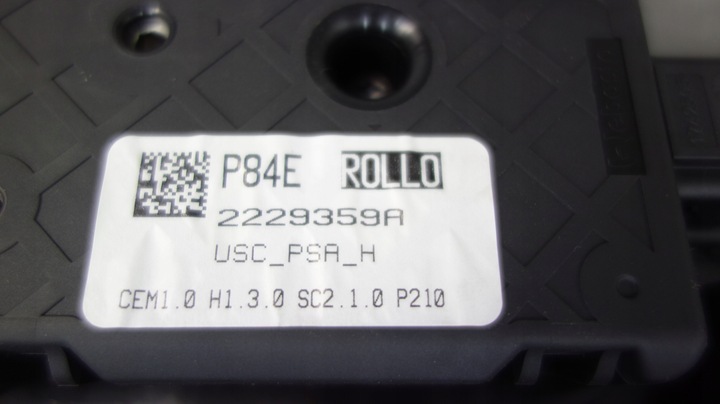 P84E ROLLO
2229359A
USC_PSA_H
CEM1.0 H1.3.0 SC2.1.0 P210